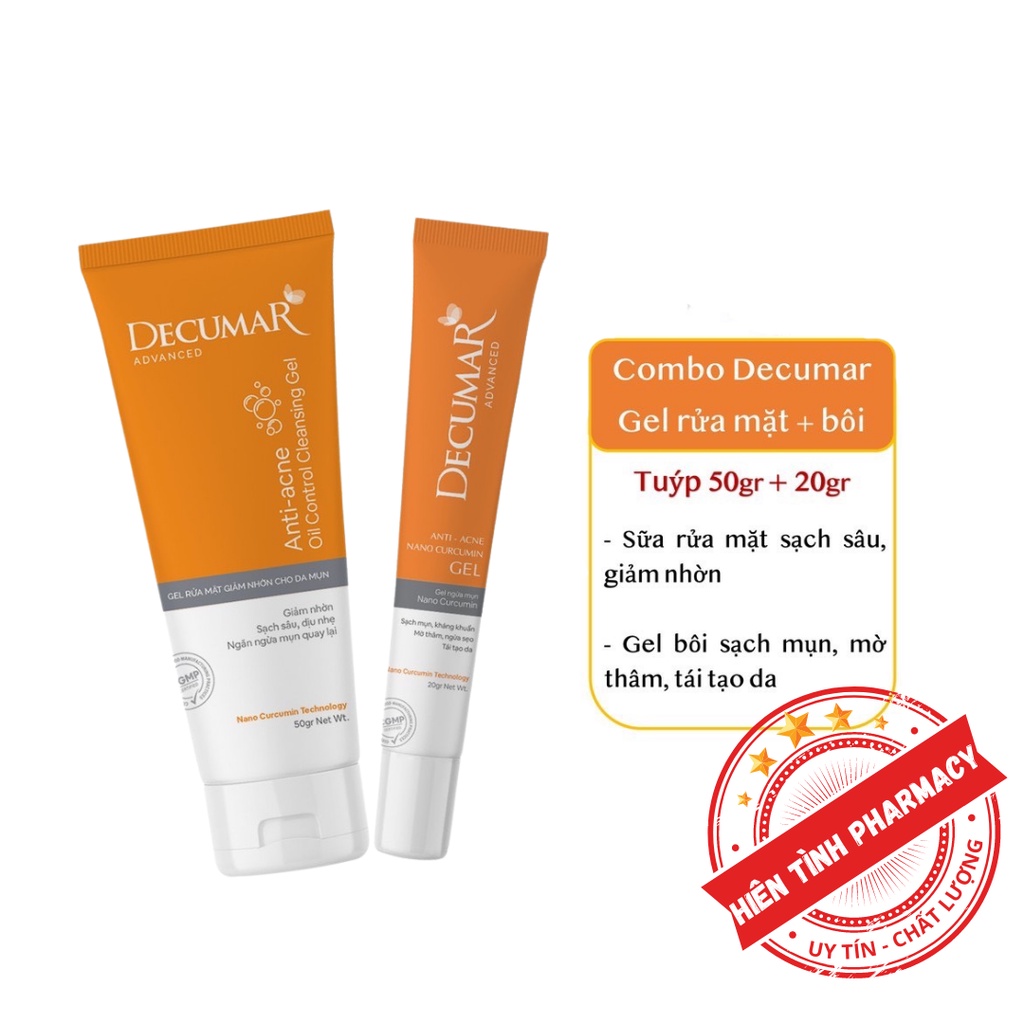 DECUMAR
ADVANCED
Anti-acne
Oil Control Cleansing Gel
GEL RỬA MẶT GIẢM NHỜN CHO DA MỤN
Giảm nhờn
Sạch sâu, dịu nhẹ
Ngăn ngừa mụn quay lại
GMP
Nano Curcumin Technology
50gr Net Wt.
DECUMAR
ADVANCED
ANTI - ACNE
NANO CURCUMIN
GEL
Gel ngừa mụn
Nano Curcumin
Sạch mụn, kháng khuẩn
Mờ thâm, ngừa sẹo
Tái tạo da
Nano Curcumin Technology
20gr Net Wt.
CGMP
Combo Decumar
Gel rửa mặt + bôi
Tuýp 50gr + 20gr
- Sữa rửa mặt sạch sâu,
giảm nhờn
- Gel bôi sạch mụn, mờ
thâm, tái tạo da
HIÊN TÌNH PHARMACY
UY TÍN - CHẤT LƯỢNG